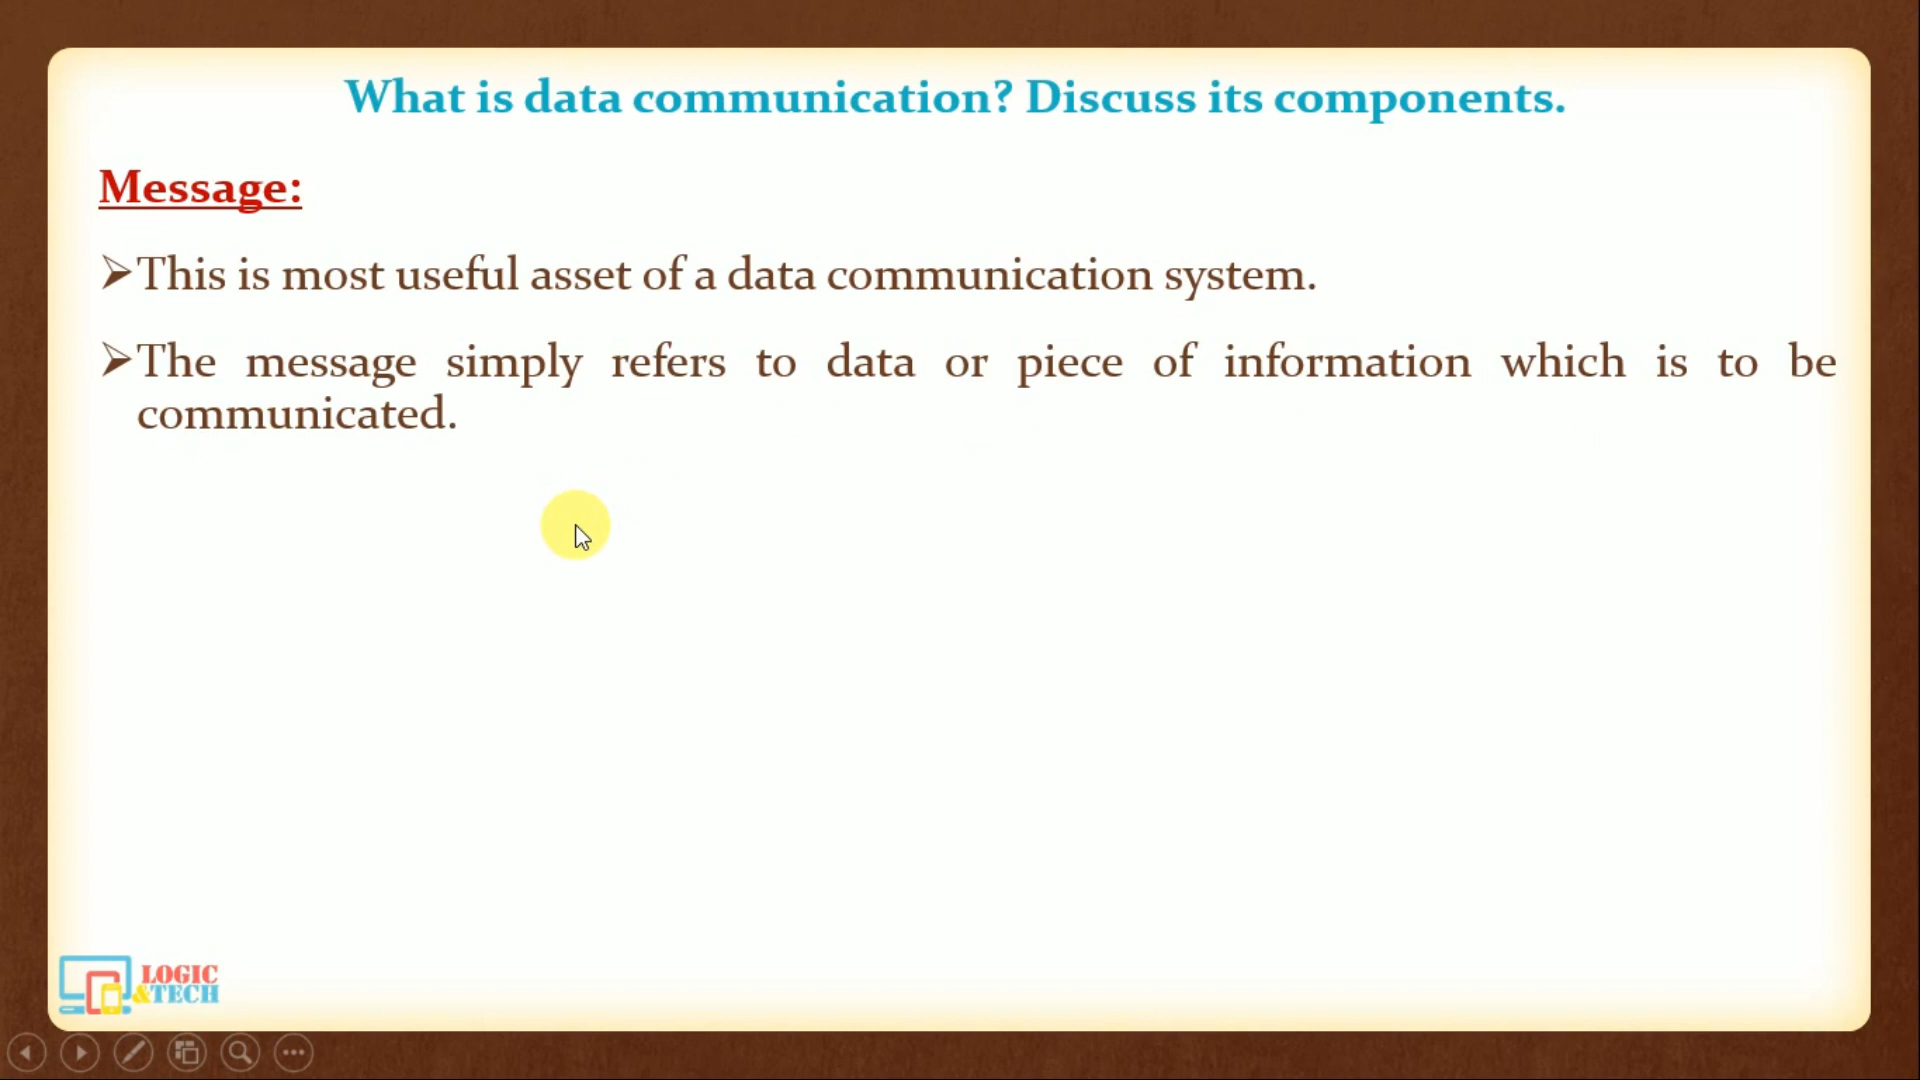 What is data communication? Discuss its components.
Message:
➢This is most useful asset of a data communication system.
➢The message simply refers to data or piece of information which is to be
communicated.
LOGIC
&TECH